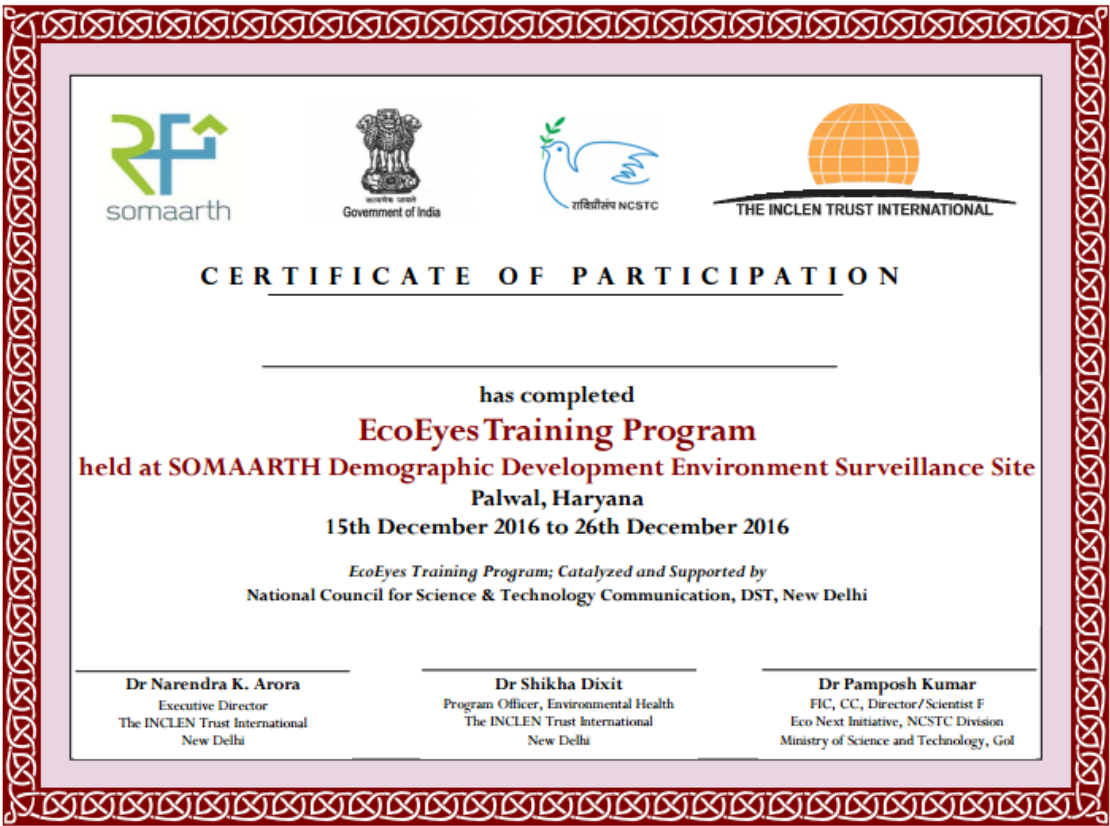 somaarth
सत्यमेव जयते
Government of India
राविप्रौसंप NCSTC
THE INCLEN TRUST INTERNATIONAL
CERTIFICATE OF PARTICIPATION
has completed
EcoEyes Training Program
held at SOMAARTH Demographic Development Environment Surveillance Site
Palwal, Haryana
15th December 2016 to 26th December 2016
EcoEyes Training Program; Catalyzed and Supported by
National Council for Science & Technology Communication, DST, New Delhi
Dr Narendra K. Arora
Executive Director
The INCLEN Trust International
New Delhi
Dr Shikha Dixit
Program Officer, Environmental Health
The INCLEN Trust International
New Delhi
Dr Pamposh Kumar
FIC, CC, Director/Scientist F
Eco Next Initiative, NCSTC Division
Ministry of Science and Technology, GoI